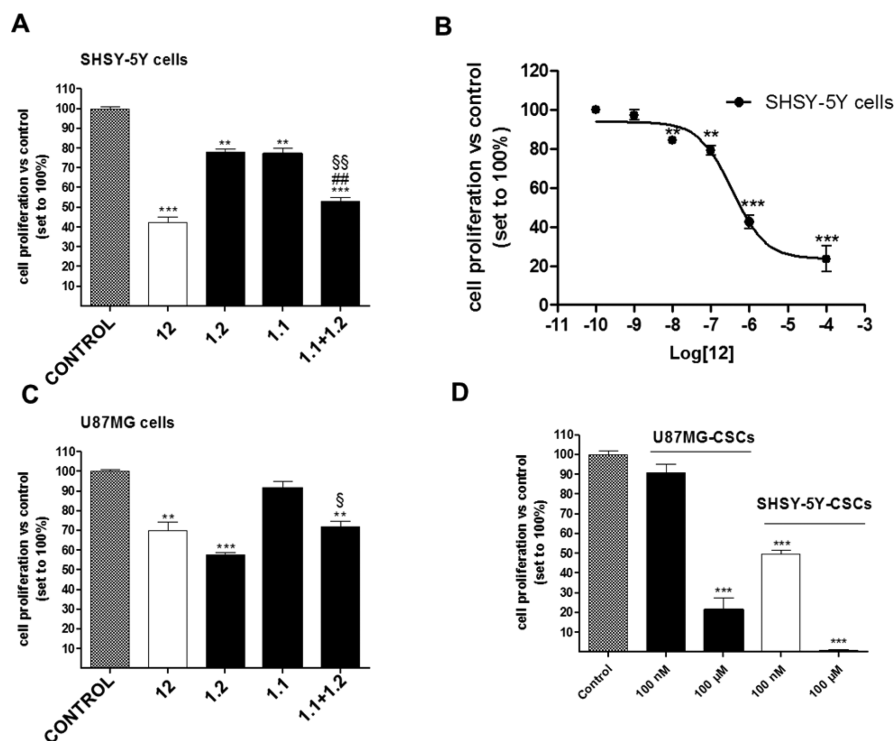 A
SHSY-5Y cells
cell proliferation vs control
(set to 100%)
110
100
90
80
70
60
50
40
30
20
10
***
**
**
§§
##
***
CONTROL
12
1.2
1.1
1.1+1.2
B
cell proliferation vs control
(set to 100%)
120
100
80
60
40
20
0
SHSY-5Y cells
**
**
***
***
-11
-10
-9
-8
-7
-6
-5
-4
-3
Log[12]
C
U87MG cells
cell proliferation vs control
(set to 100%)
110
100
90
80
70
60
50
40
30
20
10
**
***
§
**
CONTROL
12
1.2
1.1
1.1+1.2
D
cell proliferation vs control
(set to 100%)
110
100
90
80
70
60
50
40
30
20
10
U87MG-CSCs
SHSY-5Y-CSCs
***
***
***
Control
100 nM
100 µM
100 nM
100 µM